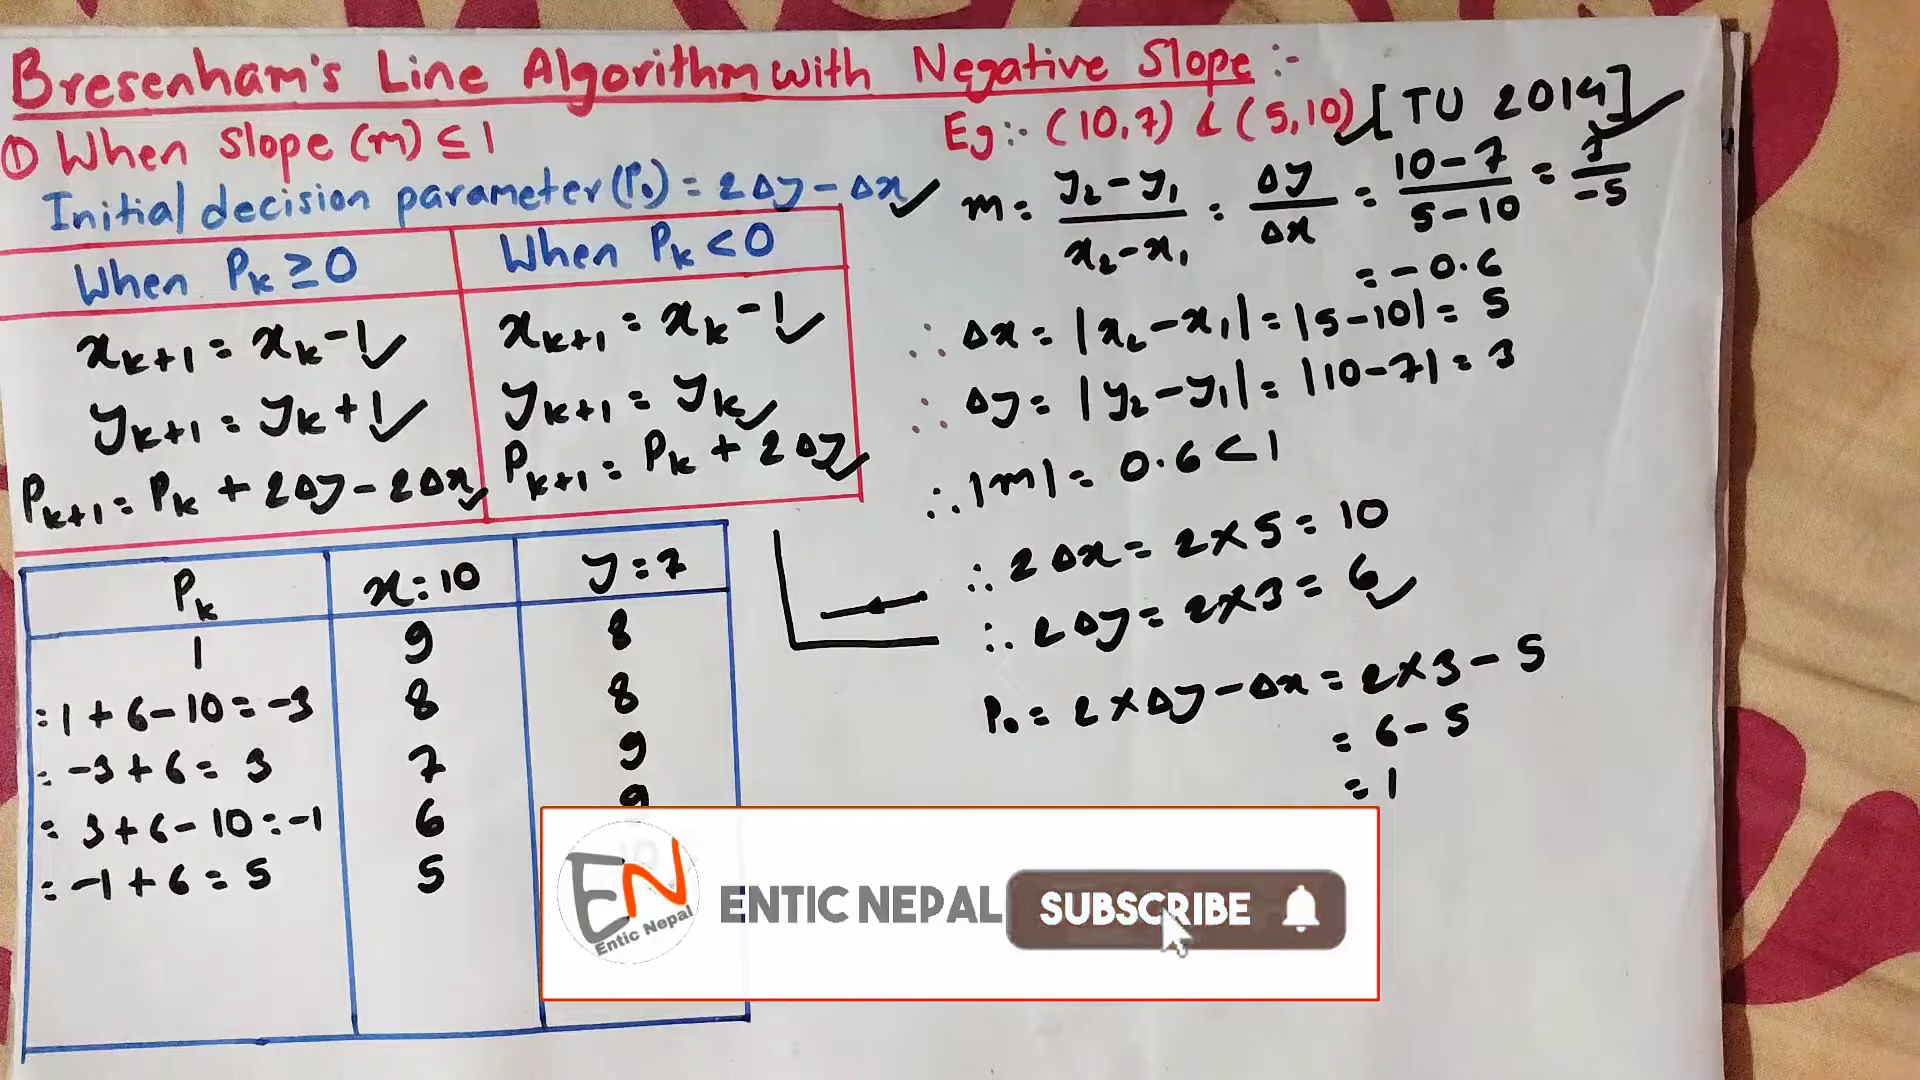 Bresenham's Line Algorithm with Negative Slope :-
① When Slope (m) ≤ 1
Initial decision parameter (P₀) = 2Δy - Δx ✓
When Pₖ ≥ 0
xₖ₊₁ = xₖ - 1 ✓
yₖ₊₁ = yₖ + 1 ✓
Pₖ₊₁ = Pₖ + 2Δy - 2Δx ✓
When Pₖ < 0
xₖ₊₁ = xₖ - 1 ✓
yₖ₊₁ = yₖ ✓
Pₖ₊₁ = Pₖ + 2Δy ✓
Pₖ x = 10 y = 7
1 9 8
= 1 + 6 - 10 = -3 8 8
= -3 + 6 = 3 7 9
= 3 + 6 - 10 = -1 6 9
= -1 + 6 = 5 5 10
Eg :- (10,7) & (5,10) ✓ [TU 2014] ✓
m = y₂ - y₁ / x₂ - x₁ = Δy / Δx = 10 - 7 / 5 - 10 = 3 / -5
= -0.6
∴ Δx = |x₂ - x₁| = |5 - 10| = 5
∴ Δy = |y₂ - y₁| = |10 - 7| = 3
∴ |m| = 0.6 < 1
∴ 2Δx = 2 × 5 = 10
∴ 2Δy = 2 × 3 = 6 ✓
P₀ = 2 × Δy - Δx = 2 × 3 - 5
= 6 - 5
= 1
EN
Entic Nepal
ENTIC NEPAL
SUBSCRIBE